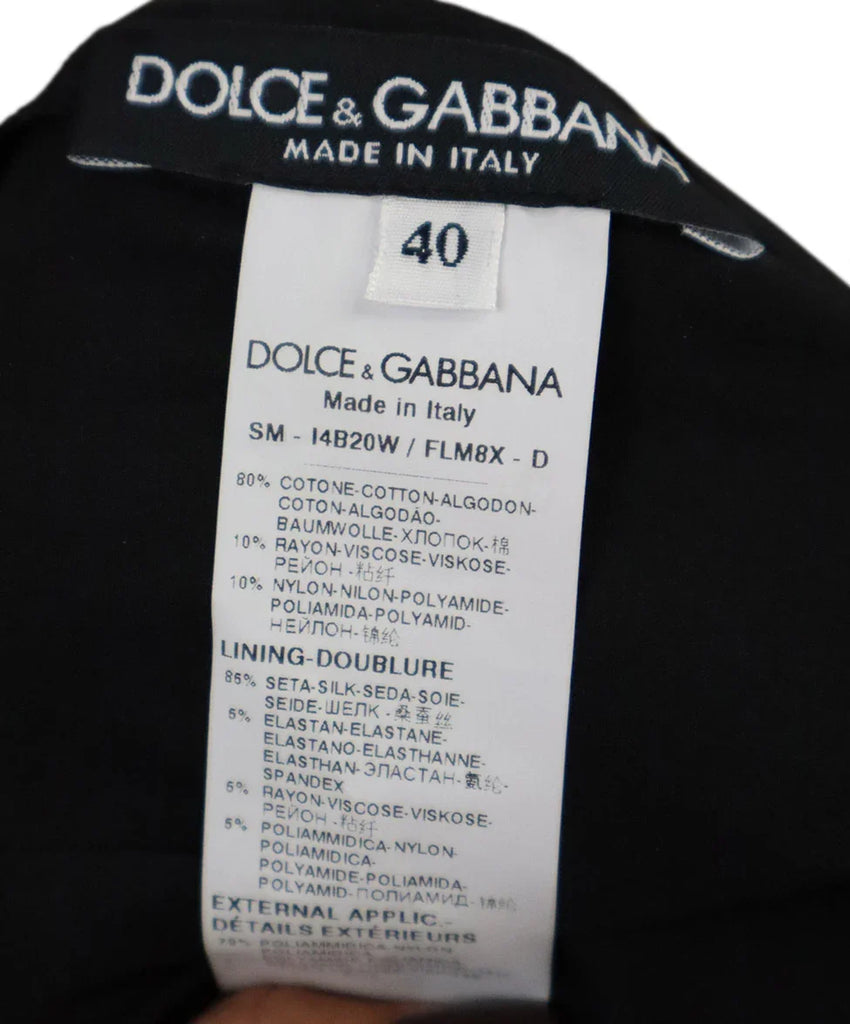 DOLCE & GABBANA
MADE IN ITALY
40
DOLCE & GABBANA
Made in Italy
SM - I4B20W / FLM8X - D
80% COTONE-COTTON-ALGODON-
COTON-ALGODÃO-
BAUMWOLLE-ХЛОПОК-棉
10% RAYON-VISCOSE-VISKOSE-
РЕЙОН-粘纤
10% NYLON-NILON-POLYAMIDE-
POLIAMIDA-POLYAMID-
НЕЙЛОН-锦纶
LINING-DOUBLURE
85% SETA-SILK-SEDA-SOIE-
SEIDE-ШЕЛК-桑蚕丝
5% ELASTAN-ELASTANE-
ELASTANO-ELASTHANNE-
ELASTHAN-ЭЛАСТАН-氨纶-
SPANDEX
5% RAYON-VISCOSE-VISKOSE-
РЕЙОН-粘纤
5% POLIAMMIDICA-NYLON-
POLIAMIDICA-
POLYAMIDE-POLIAMIDA-
POLYAMID-ПОЛИАМИД-锦纶
EXTERNAL APPLIC.-
DÉTAILS EXTÉRIEURS
POLIAMMIDICA-NYLON-